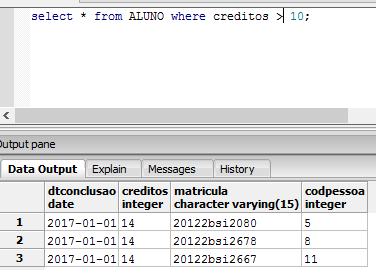 select * from ALUNO where creditos > 10;
Output pane
Data Output Explain Messages History
dtconclusao creditos matricula codpessoa
date integer character varying(15) integer
1 2017-01-01 14 20122bsi2080 5
2 2017-01-01 14 20122bsi2678 8
3 2017-01-01 14 20122bsi2667 11